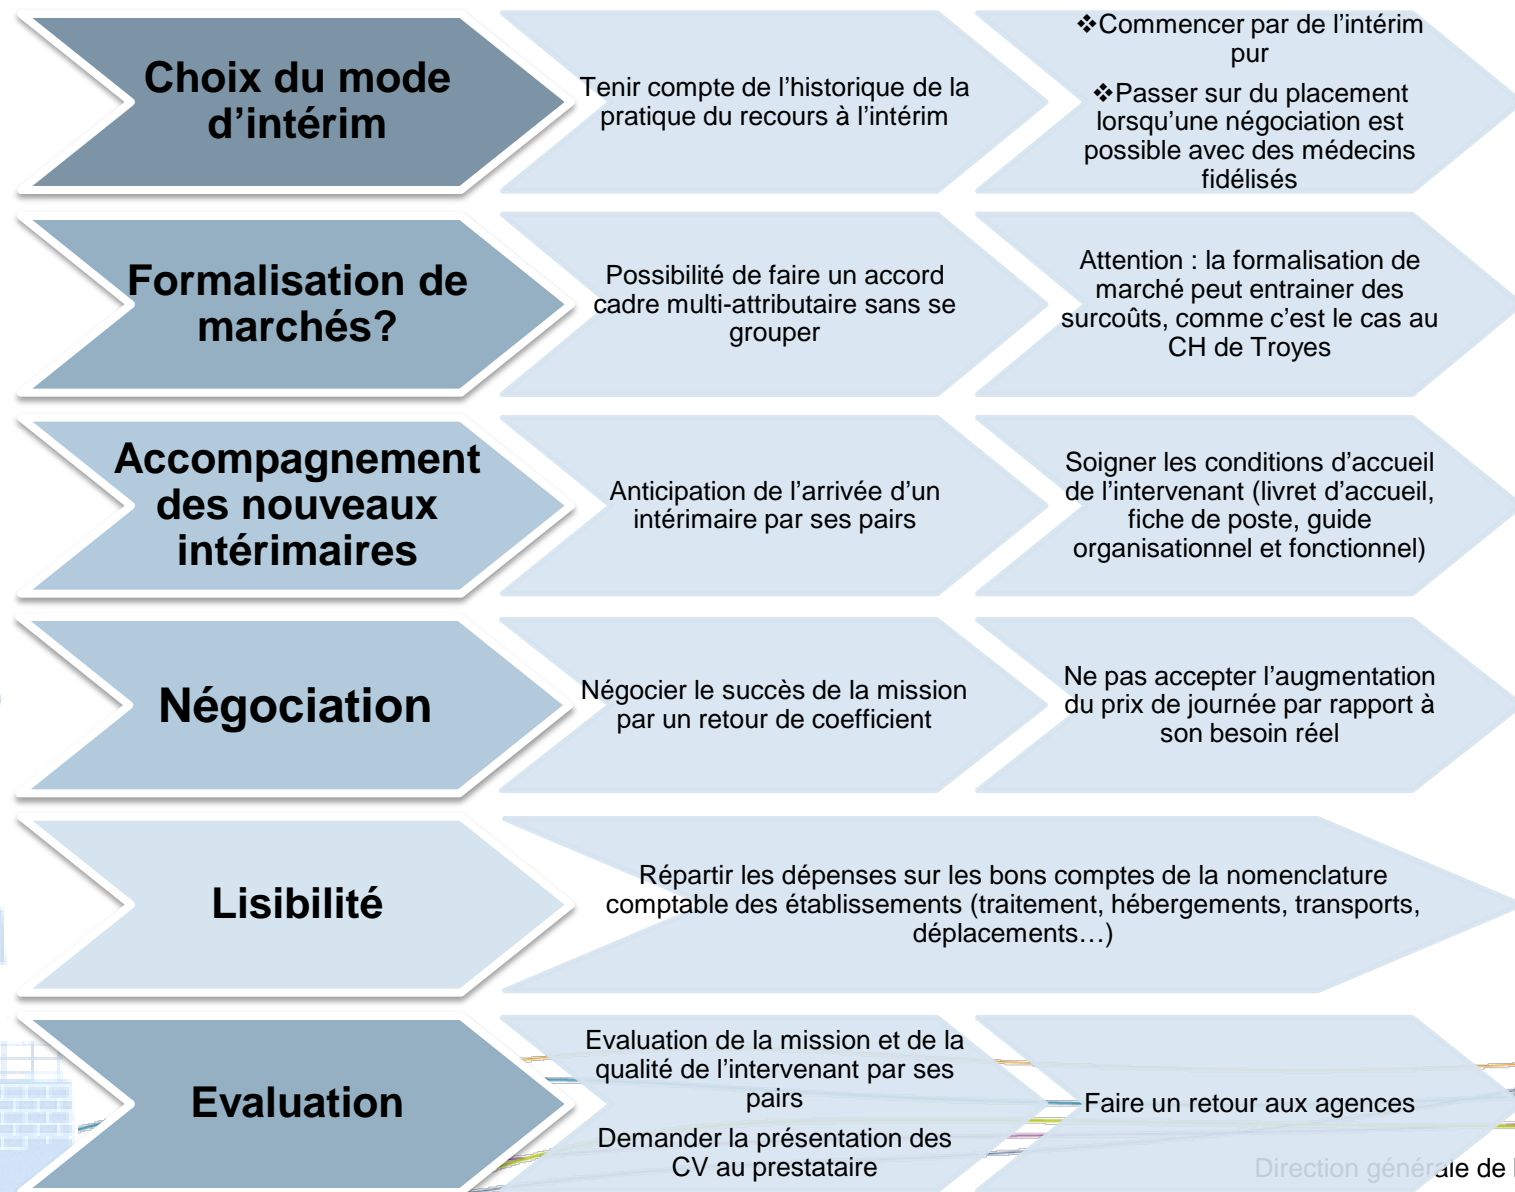 Choix du mode
d’intérim
Tenir compte de l’historique de la
pratique du recours à l’intérim
❖Commencer par de l’intérim
pur
❖Passer sur du placement
lorsqu’une négociation est
possible avec des médecins
fidélisés
Formalisation de
marchés?
Possibilité de faire un accord
cadre multi-attributaire sans se
grouper
Attention : la formalisation de
marché peut entrainer des
surcoûts, comme c’est le cas au
CH de Troyes
Accompagnement
des nouveaux
intérimaires
Anticipation de l’arrivée d’un
intérimaire par ses pairs
Soigner les conditions d’accueil
de l’intervenant (livret d’accueil,
fiche de poste, guide
organisationnel et fonctionnel)
Négociation
Négocier le succès de la mission
par un retour de coefficient
Ne pas accepter l’augmentation
du prix de journée par rapport à
son besoin réel
Lisibilité
Répartir les dépenses sur les bons comptes de la nomenclature
comptable des établissements (traitement, hébergements, transports,
déplacements…)
Evaluation
Evaluation de la mission et de la
qualité de l’intervenant par ses
pairs
Demander la présentation des
CV au prestataire
Faire un retour aux agences
Direction générale de